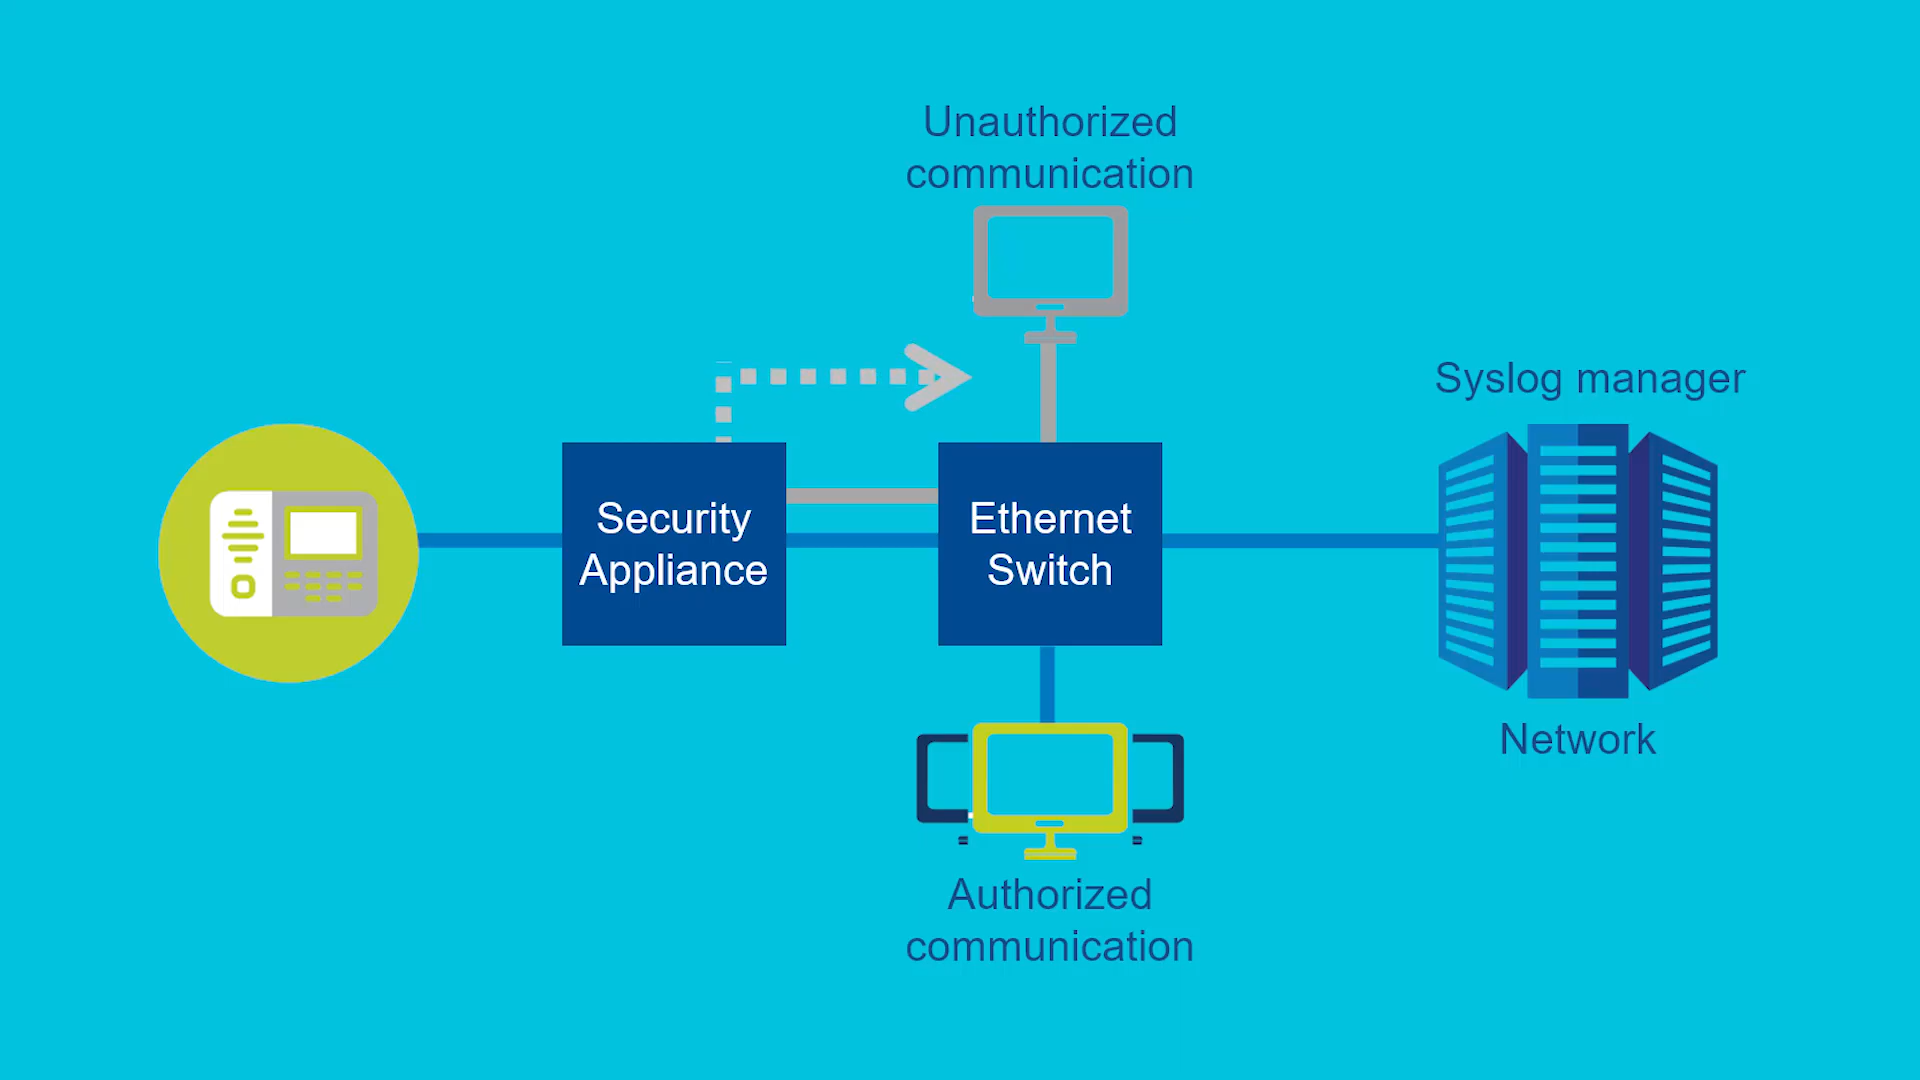 Unauthorized
communication
Syslog manager
Security
Appliance
Ethernet
Switch
Network
Authorized
communication